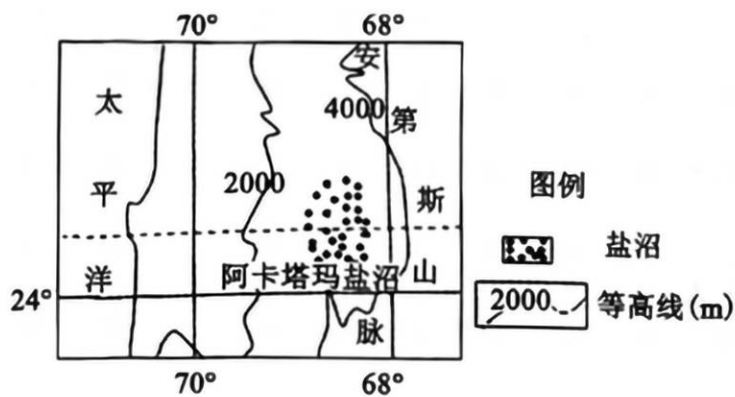 70° 68°
太平洋
安第斯山脉
4000
2000
阿卡塔玛盐沼
24°
70° 68°
图例
盐沼
2000 等高线(m)